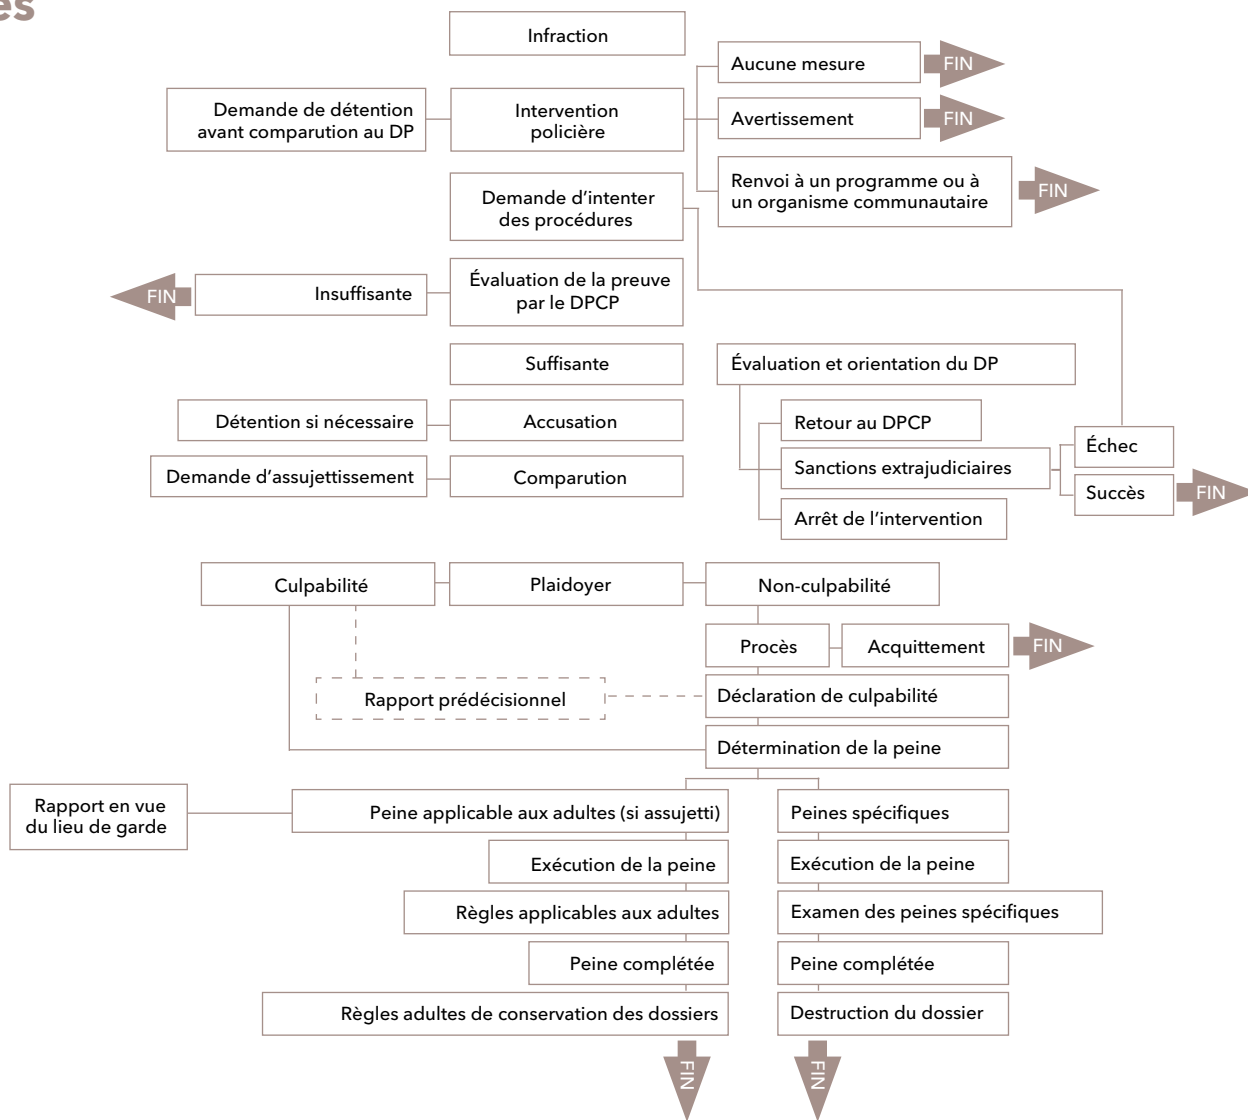 es
Infraction
Aucune mesure
FIN
Demande de détention
avant comparution au DP
Intervention
policière
Avertissement
FIN
Renvoi à un programme ou à
un organisme communautaire
FIN
Demande d'intenter
des procédures
FIN
Insuffisante
Évaluation de la preuve
par le DPCP
Suffisante
Évaluation et orientation du DP
Détention si nécessaire
Accusation
Retour au DPCP
Échec
Demande d'assujettissement
Comparution
Sanctions extrajudiciaires
Succès
FIN
Arrêt de l'intervention
Culpabilité
Plaidoyer
Non-culpabilité
Procès
Acquittement
FIN
Rapport prédécisionnel
Déclaration de culpabilité
Détermination de la peine
Rapport en vue
du lieu de garde
Peine applicable aux adultes (si assujetti)
Peines spécifiques
Exécution de la peine
Exécution de la peine
Règles applicables aux adultes
Examen des peines spécifiques
Peine complétée
Peine complétée
Règles adultes de conservation des dossiers
Destruction du dossier
FIN
FIN